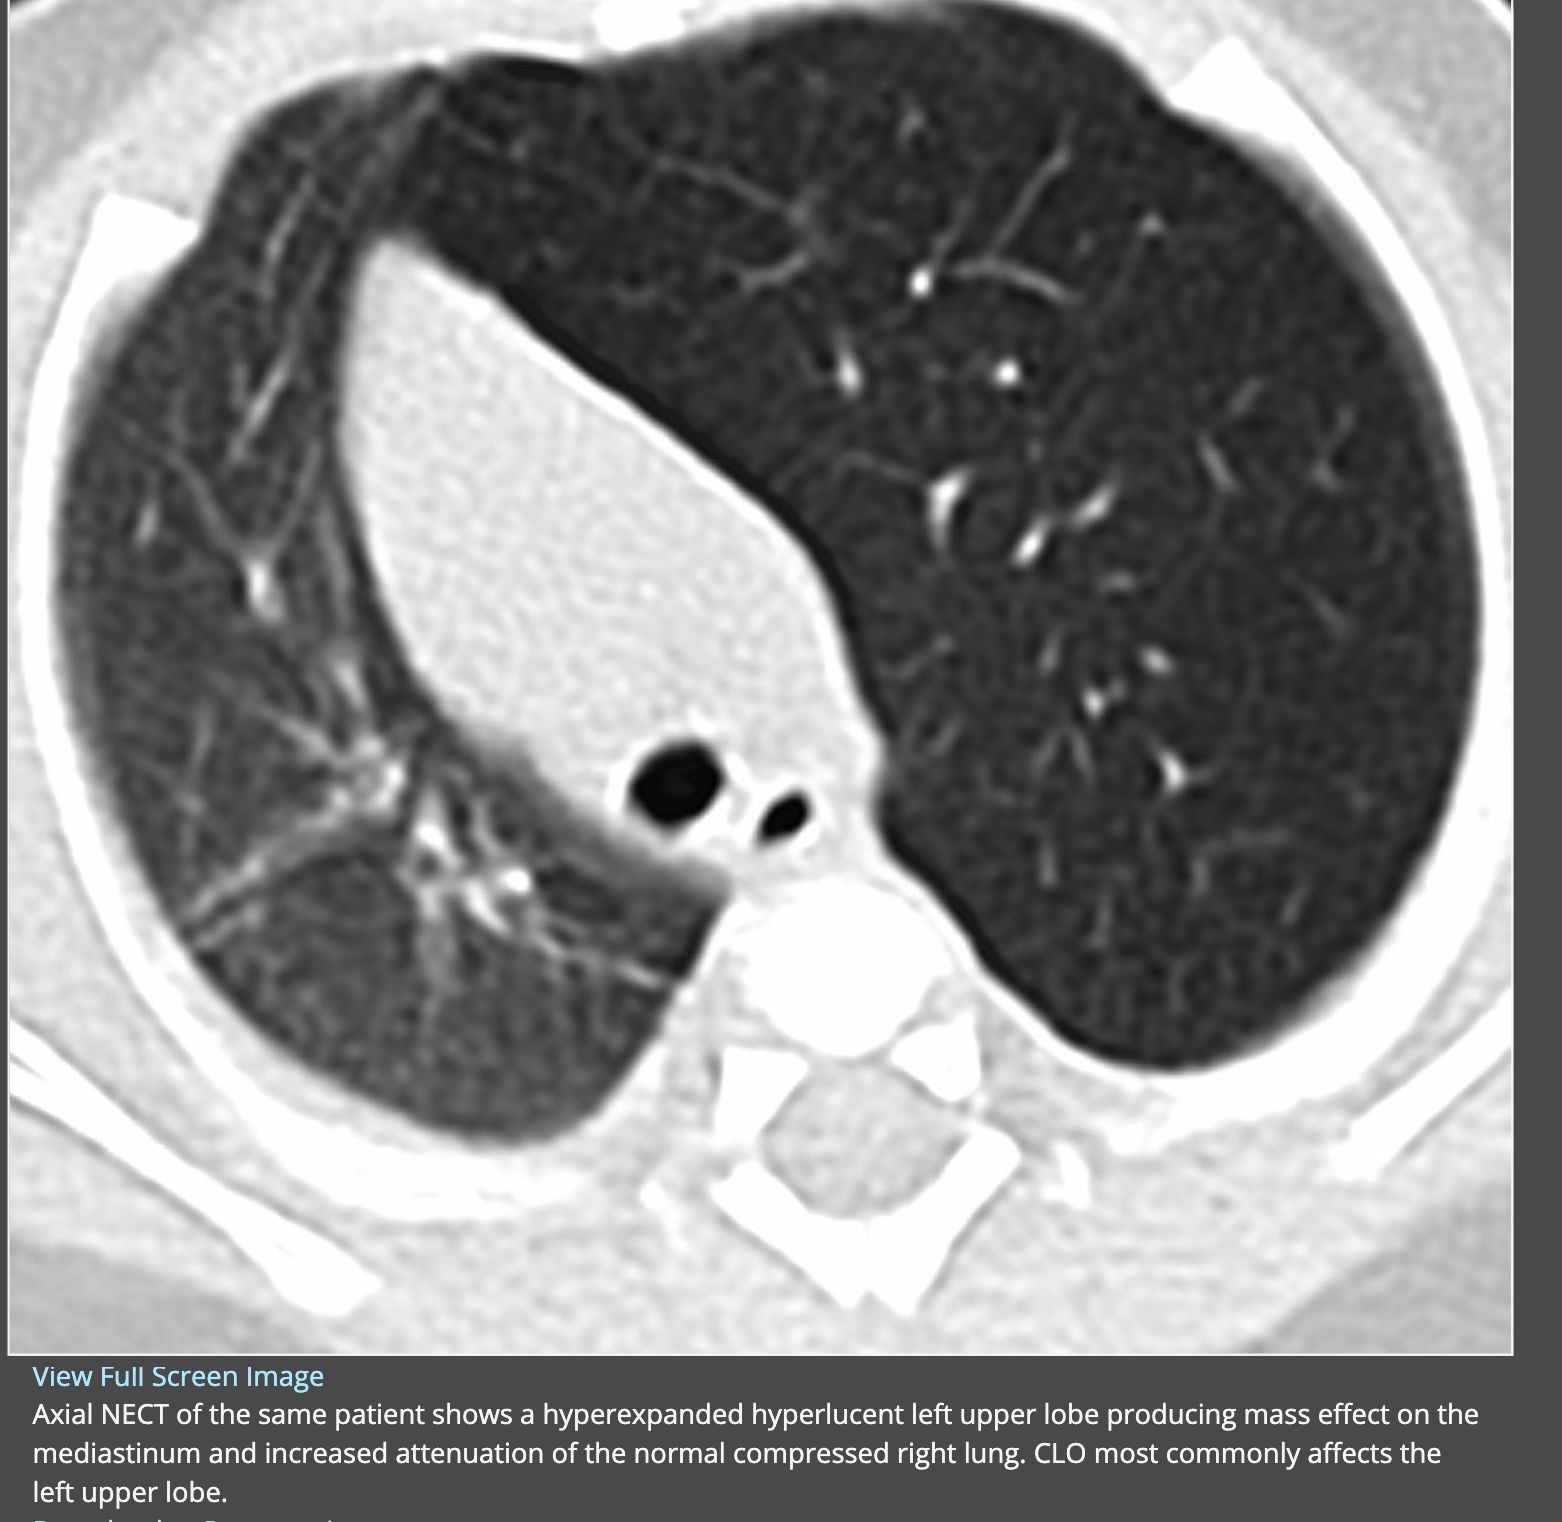 View Full Screen Image
Axial NECT of the same patient shows a hyperexpanded hyperlucent left upper lobe producing mass effect on the
mediastinum and increased attenuation of the normal compressed right lung. CLO most commonly affects the
left upper lobe.